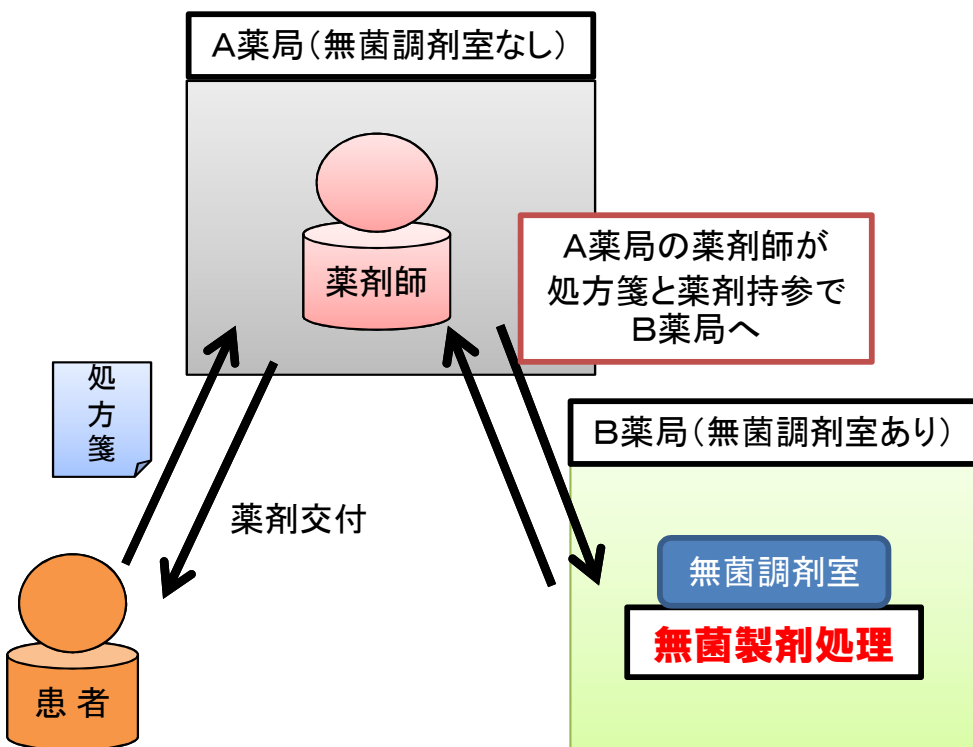 A薬局(無菌調剤室なし)
薬剤師
A薬局の薬剤師が
処方箋と薬剤持参で
B薬局へ
処
方
箋
B薬局(無菌調剤室あり)
薬剤交付
無菌調剤室
無菌製剤処理
患者